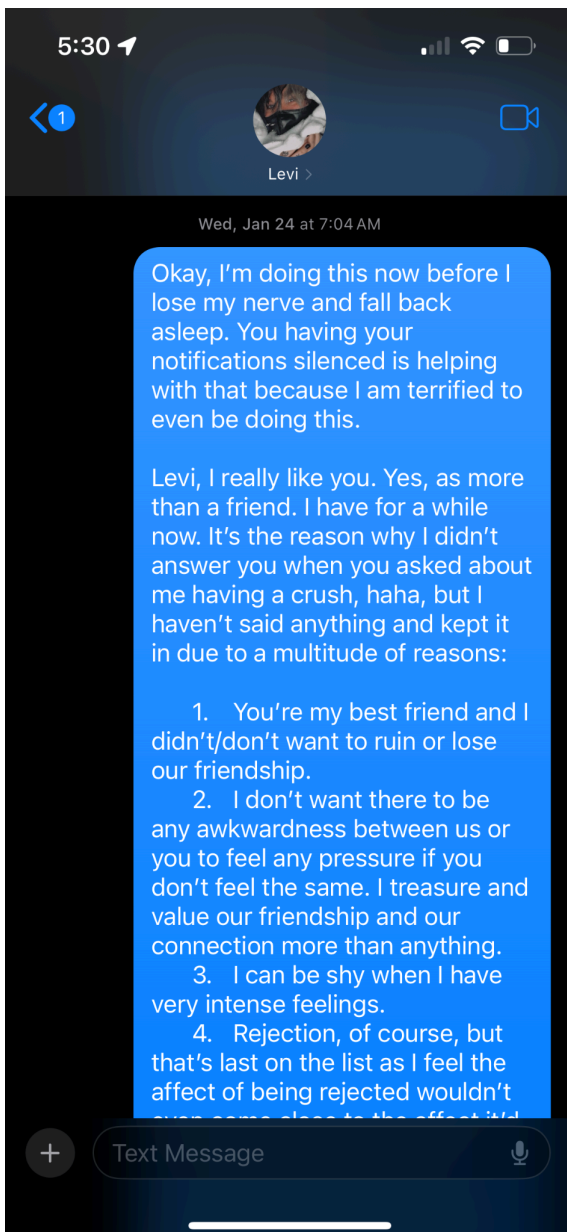 5:30
1
Levi
Wed, Jan 24 at 7:04 AM
Okay, I’m doing this now before I
lose my nerve and fall back
asleep. You having your
notifications silenced is helping
with that because I am terrified to
even be doing this.
Levi, I really like you. Yes, as more
than a friend. I have for a while
now. It’s the reason why I didn’t
answer you when you asked about
me having a crush, haha, but I
haven’t said anything and kept it
in due to a multitude of reasons:
1. You’re my best friend and I
didn’t/don’t want to ruin or lose
our friendship.
2. I don’t want there to be
any awkwardness between us or
you to feel any pressure if you
don’t feel the same. I treasure and
value our friendship and our
connection more than anything.
3. I can be shy when I have
very intense feelings.
4. Rejection, of course, but
that’s last on the list as I feel the
affect of being rejected wouldn’t
even come close to the effect it’d
Text Message